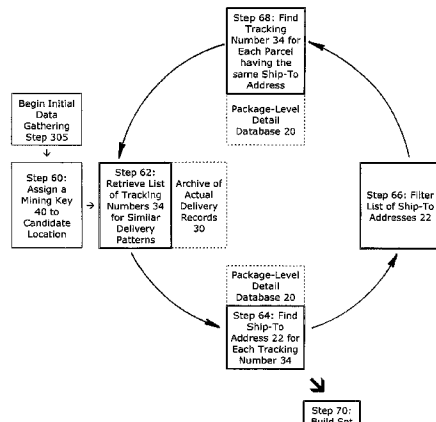 Step 68: Find
Tracking
Number 34 for
Each Parcel
having the
same Ship-To
Address
Package-Level
Detail
Database 20
Begin Initial
Data
Gathering
Step 305
Step 60:
Assign a
Mining Key
40 to
Candidate
Location
Step 62:
Retrieve List
of Tracking
Numbers 34
for Similar
Delivery
Patterns
Archive of
Actual
Delivery
Records
30
Step 66: Filter
List of Ship-To
Addresses 22
Package-Level
Detail
Database 20
Step 64: Find
Ship-To
Address 22 for
Each Tracking
Number 34
Step 70:
Build Set